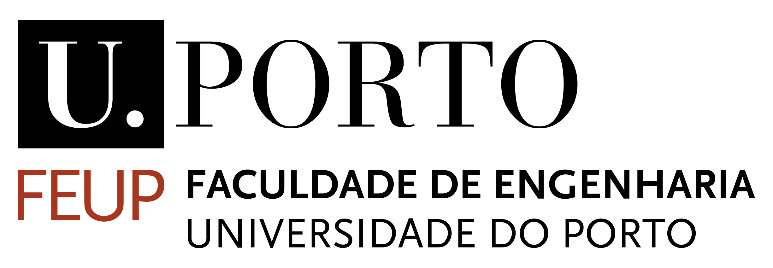 U. PORTO
FEUP FACULDADE DE ENGENHARIA
UNIVERSIDADE DO PORTO